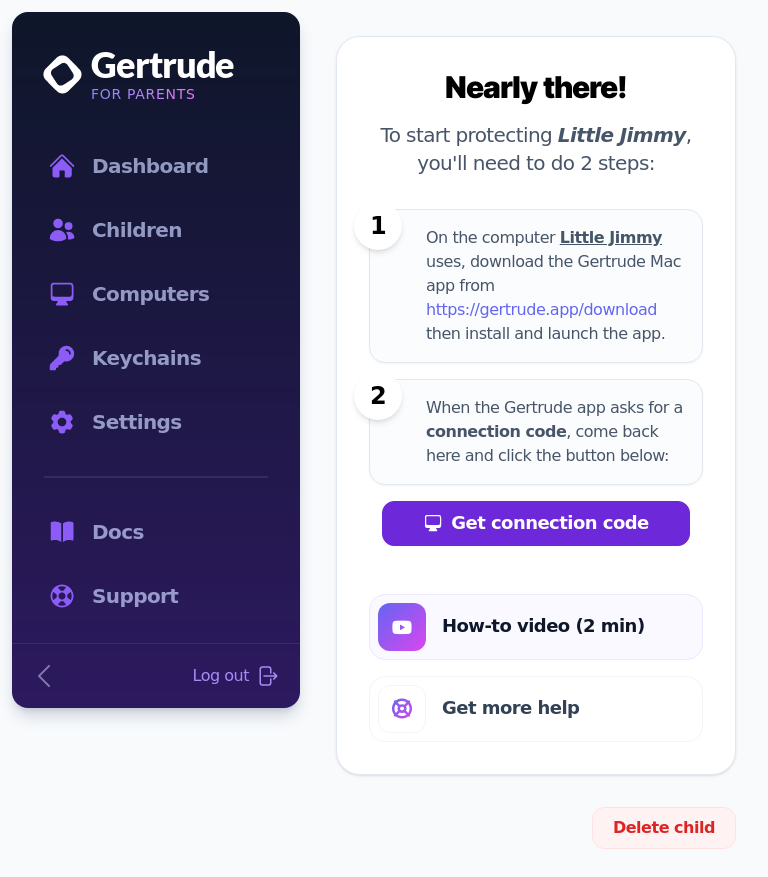 Gertrude
FOR PARENTS
Dashboard
Children
Computers
Keychains
Settings
Docs
Support
Log out
Nearly there!
To start protecting Little Jimmy,
you'll need to do 2 steps:
1
On the computer Little Jimmy
uses, download the Gertrude Mac
app from
https://gertrude.app/download
then install and launch the app.
2
When the Gertrude app asks for a
connection code, come back
here and click the button below:
Get connection code
How-to video (2 min)
Get more help
Delete child